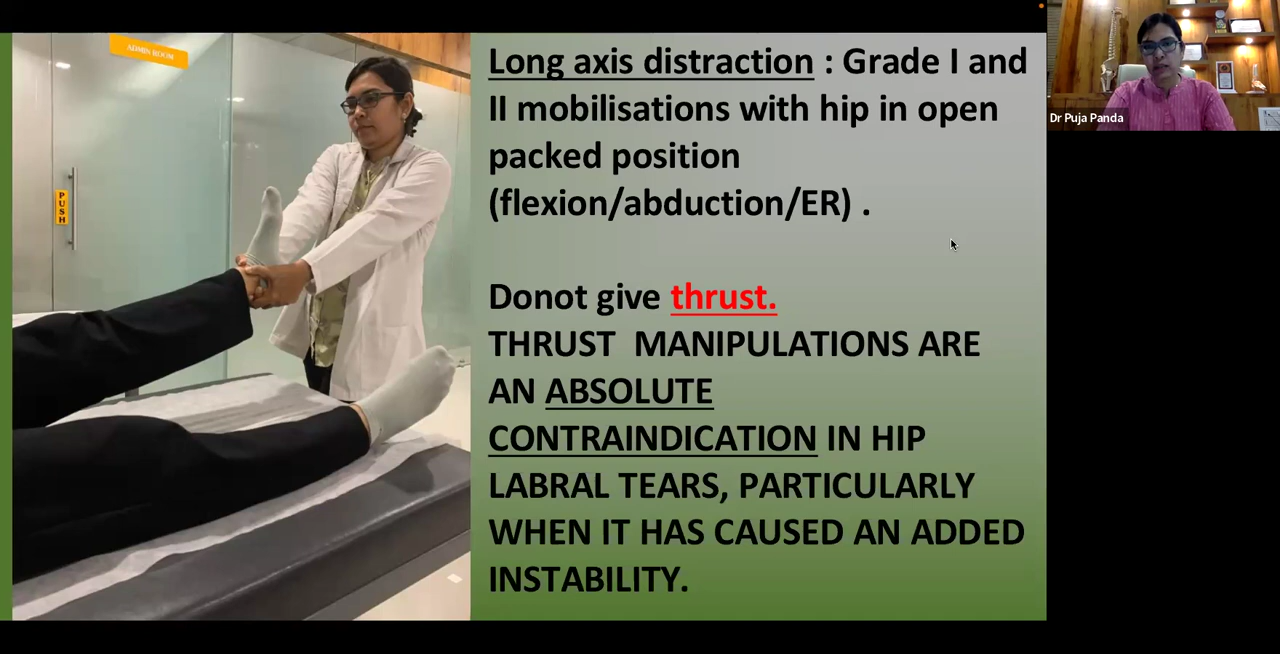 ADMIN ROOM
PUSH
Long axis distraction : Grade I and
II mobilisations with hip in open
packed position
(flexion/abduction/ER) .
Donot give thrust.
THRUST  MANIPULATIONS ARE
AN ABSOLUTE
CONTRAINDICATION IN HIP
LABRAL TEARS, PARTICULARLY
WHEN IT HAS CAUSED AN ADDED
INSTABILITY.
Dr Puja Panda